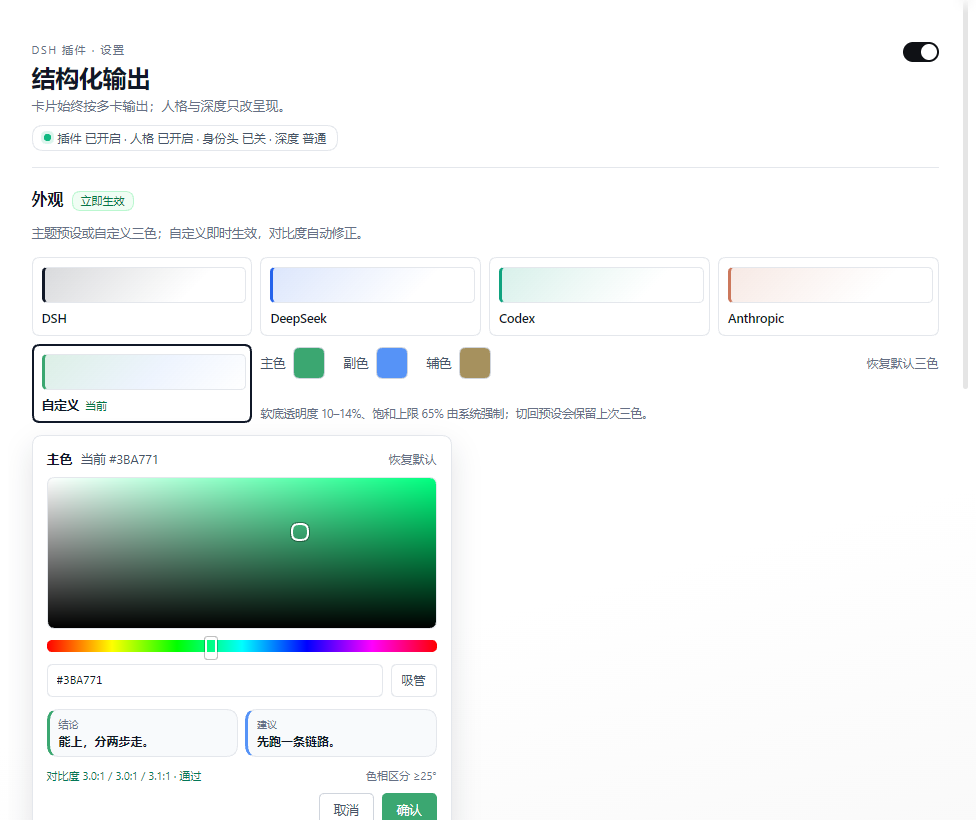 DSH 插件 · 设置
结构化输出
卡片始终按多卡输出；人格与深度只改呈现。
插件 已开启 · 人格 已开启 · 身份头 已关 · 深度 普通
外观 立即生效
主题预设或自定义三色；自定义即时生效，对比度自动修正。
DSH
DeepSeek
Codex
Anthropic
自定义 当前
主色
副色
辅色
恢复默认三色
软底透明度 10–14%、饱和上限 65% 由系统强制；切回预设会保留上次三色。
主色 当前 #3BA771
恢复默认
#3BA771
吸管
结论
能上，分两步走。
建议
先跑一条链路。
对比度 3.0:1 / 3.0:1 / 3.1:1 · 通过
色相区分 ≥25°
取消
确认